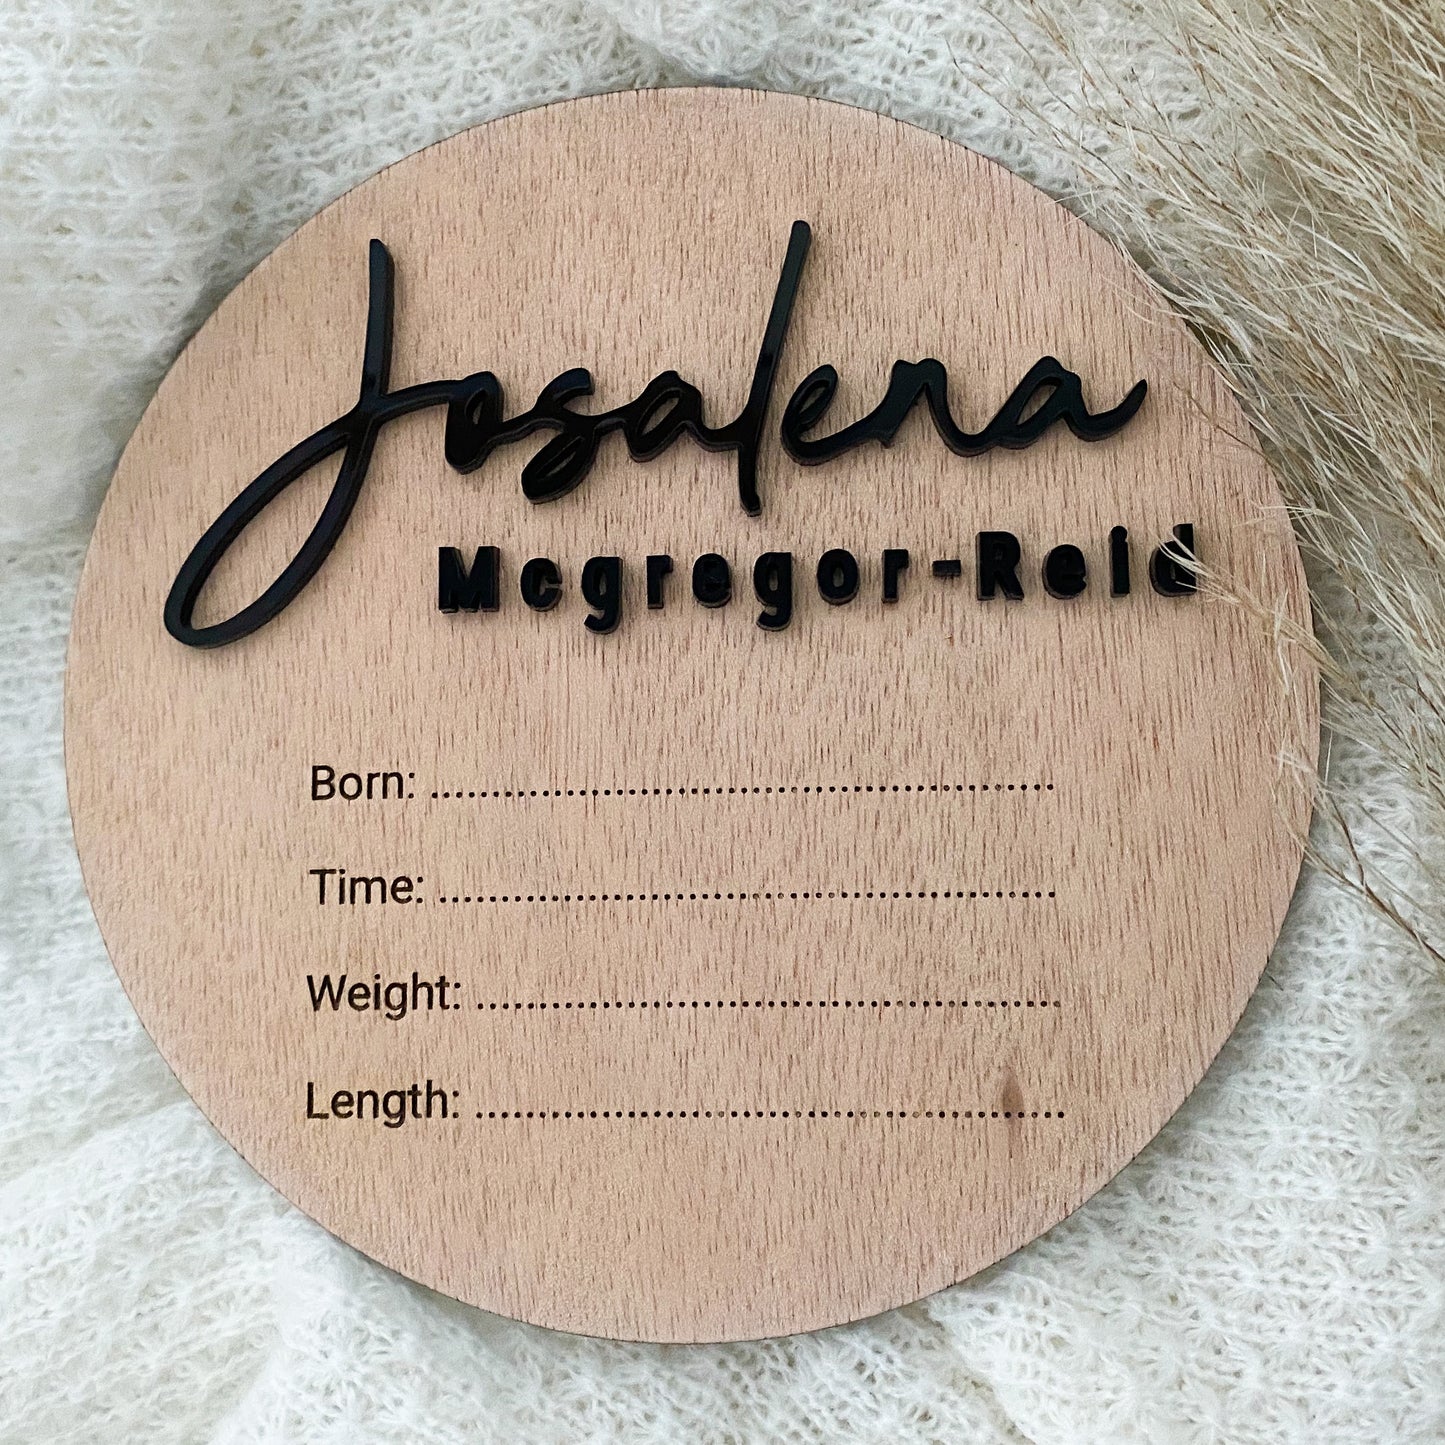 Josalena
Mcgregor-Reid
Born: ....................................................
Time: ...................................................
Weight: ................................................
Length: ................................................